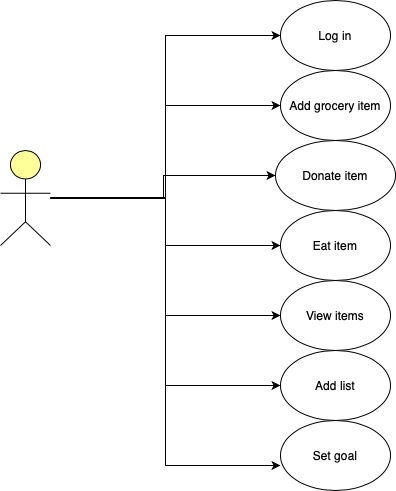 Log in
Add grocery item
Donate item
Eat item
View items
Add list
Set goal